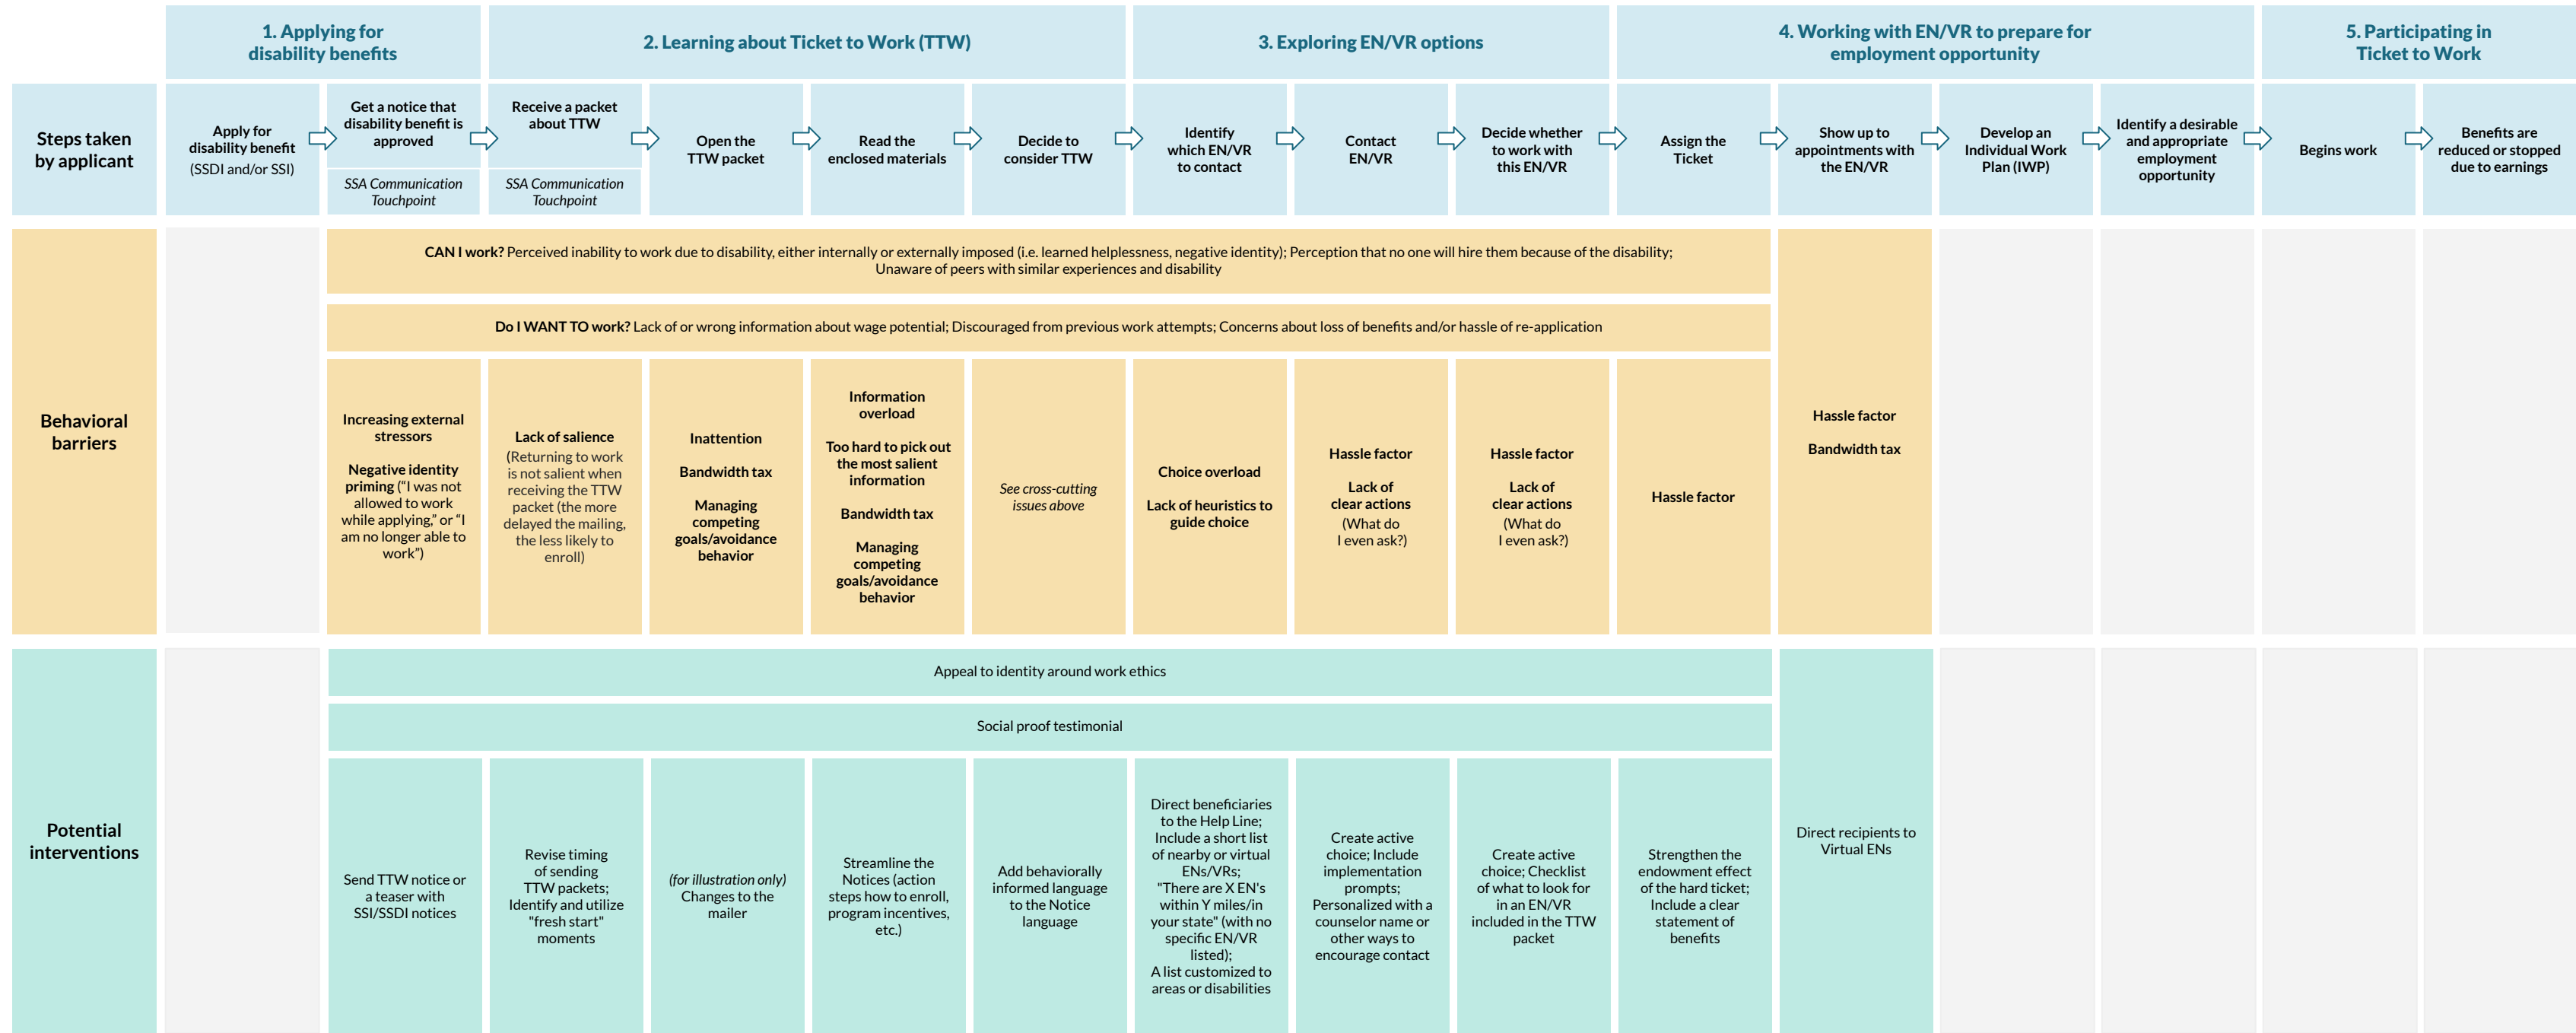 1. Applying for
disability benefits
2. Learning about Ticket to Work (TTW)
3. Exploring EN/VR options
4. Working with EN/VR to prepare for
employment opportunity
5. Participating in
Ticket to Work
Steps taken
by applicant
Apply for
disability benefit
(SSDI and/or SSI)
Get a notice that
disability benefit is
approved
SSA Communication
Touchpoint
Receive a packet
about TTW
SSA Communication
Touchpoint
Open the
TTW packet
Read the
enclosed materials
Decide to
consider TTW
Identify
which EN/VR
to contact
Contact
EN/VR
Decide whether
to work with
this EN/VR
Assign the
Ticket
Show up to
appointments with
the EN/VR
Develop an
Individual Work
Plan (IWP)
Identify a desirable
and appropriate
employment
opportunity
Begins work
Benefits are
reduced or stopped
due to earnings
Behavioral
barriers
CAN I work? Perceived inability to work due to disability, either internally or externally imposed (i.e. learned helplessness, negative identity); Perception that no one will hire them because of the disability;
Unaware of peers with similar experiences and disability
Do I WANT TO work? Lack of or wrong information about wage potential; Discouraged from previous work attempts; Concerns about loss of benefits and/or hassle of re-application
Increasing external
stressors
Negative identity
priming (“I was not
allowed to work
while applying,” or “I
am no longer able to
work”)
Lack of salience
(Returning to work
is not salient when
receiving the TTW
packet (the more
delayed the mailing,
the less likely to
enroll)
Inattention
Bandwidth tax
Managing
competing
goals/avoidance
behavior
Information
overload
Too hard to pick out
the most salient
information
Bandwidth tax
Managing
competing
goals/avoidance
behavior
See cross-cutting
issues above
Choice overload
Lack of heuristics to
guide choice
Hassle factor
Lack of
clear actions
(What do
I even ask?)
Hassle factor
Lack of
clear actions
(What do
I even ask?)
Hassle factor
Hassle factor
Bandwidth tax
Potential
interventions
Appeal to identity around work ethics
Social proof testimonial
Send TTW notice or
a teaser with
SSI/SSDI notices
Revise timing
of sending
TTW packets;
Identify and utilize
"fresh start"
moments
(for illustration only)
Changes to the
mailer
Streamline the
Notices (action
steps how to enroll,
program incentives,
etc.)
Add behaviorally
informed language
to the Notice
language
Direct beneficiaries
to the Help Line;
Include a short list
of nearby or virtual
ENs/VRs;
"There are X EN's
within Y miles/in
your state" (with no
specific EN/VR
listed);
A list customized to
areas or disabilities
Create active
choice; Include
implementation
prompts;
Personalized with a
counselor name or
other ways to
encourage contact
Create active
choice; Checklist
of what to look for
in an EN/VR
included in the TTW
packet
Strengthen the
endowment effect
of the hard ticket;
Include a clear
statement of
benefits
Direct recipients to
Virtual ENs